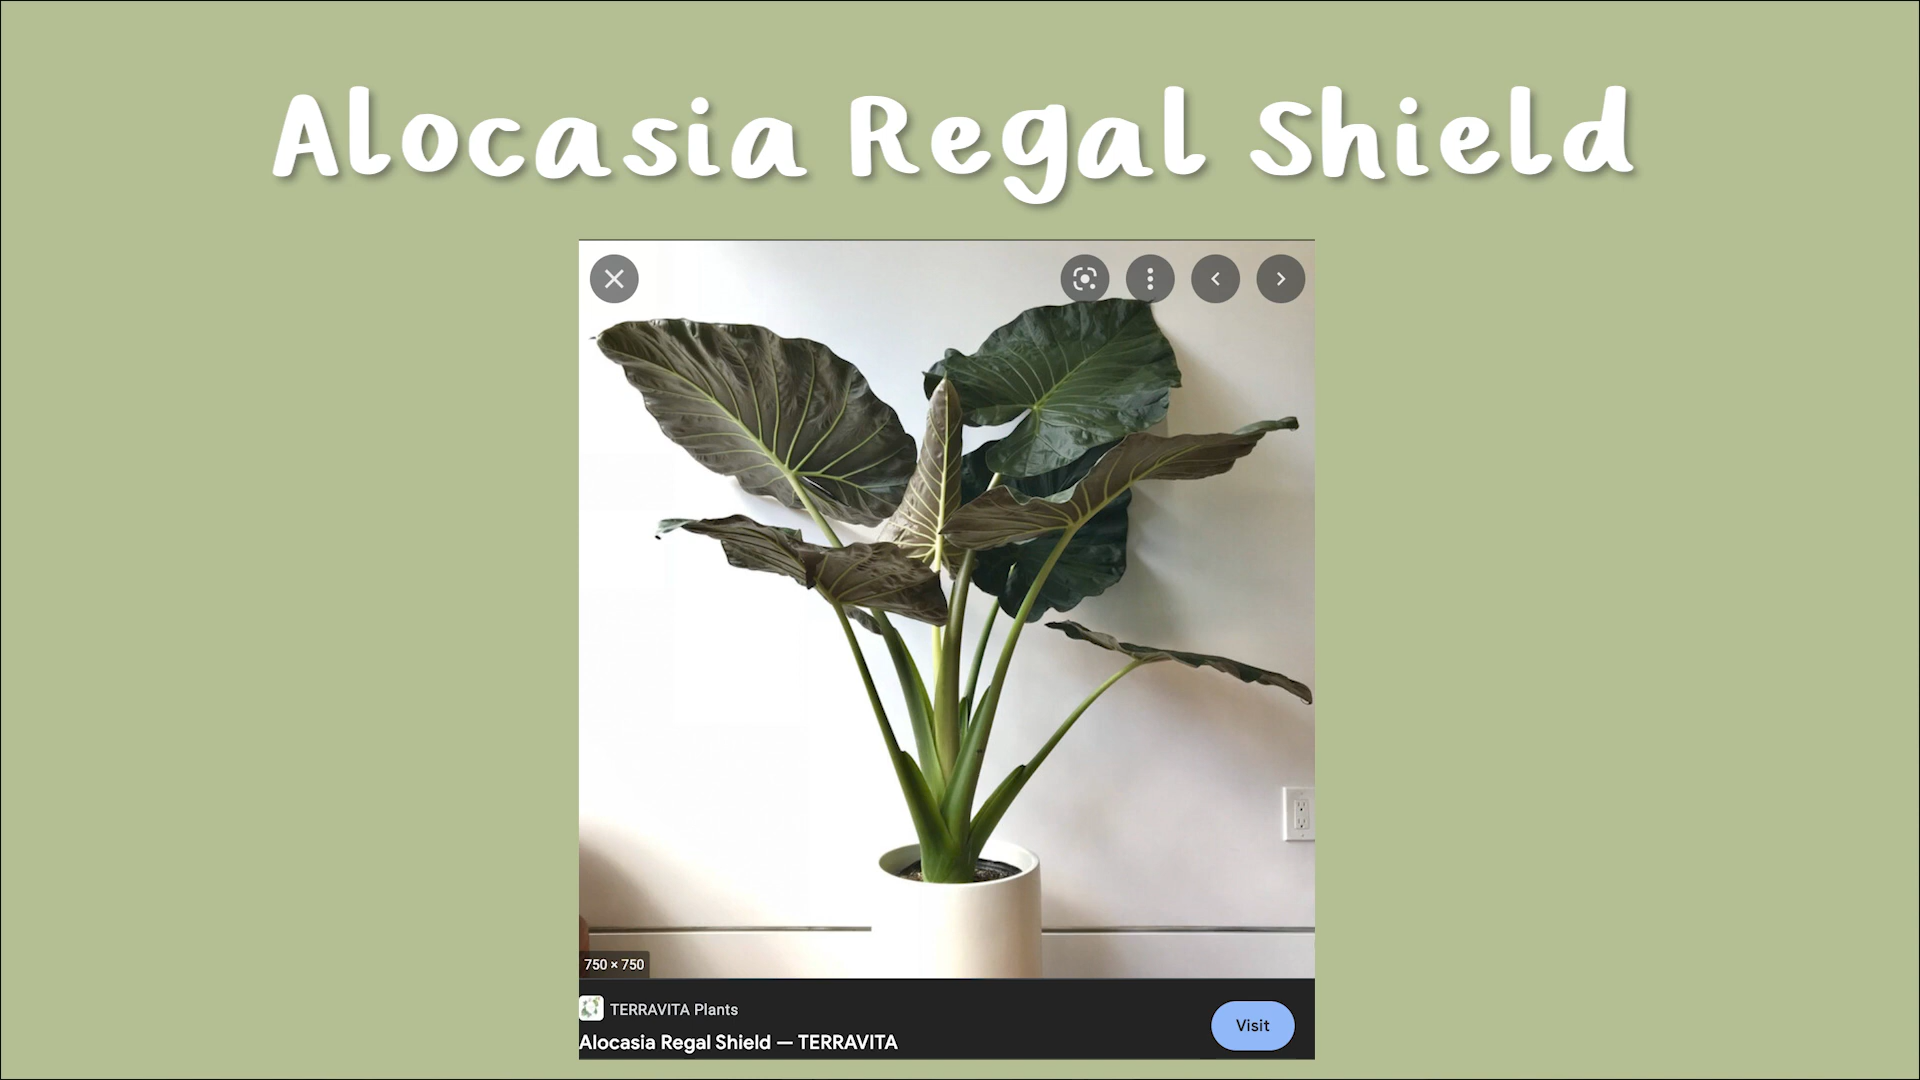 Alocasia Regal Shield
750 × 750
TERRAVITA Plants
Alocasia Regal Shield — TERRAVITA
Visit